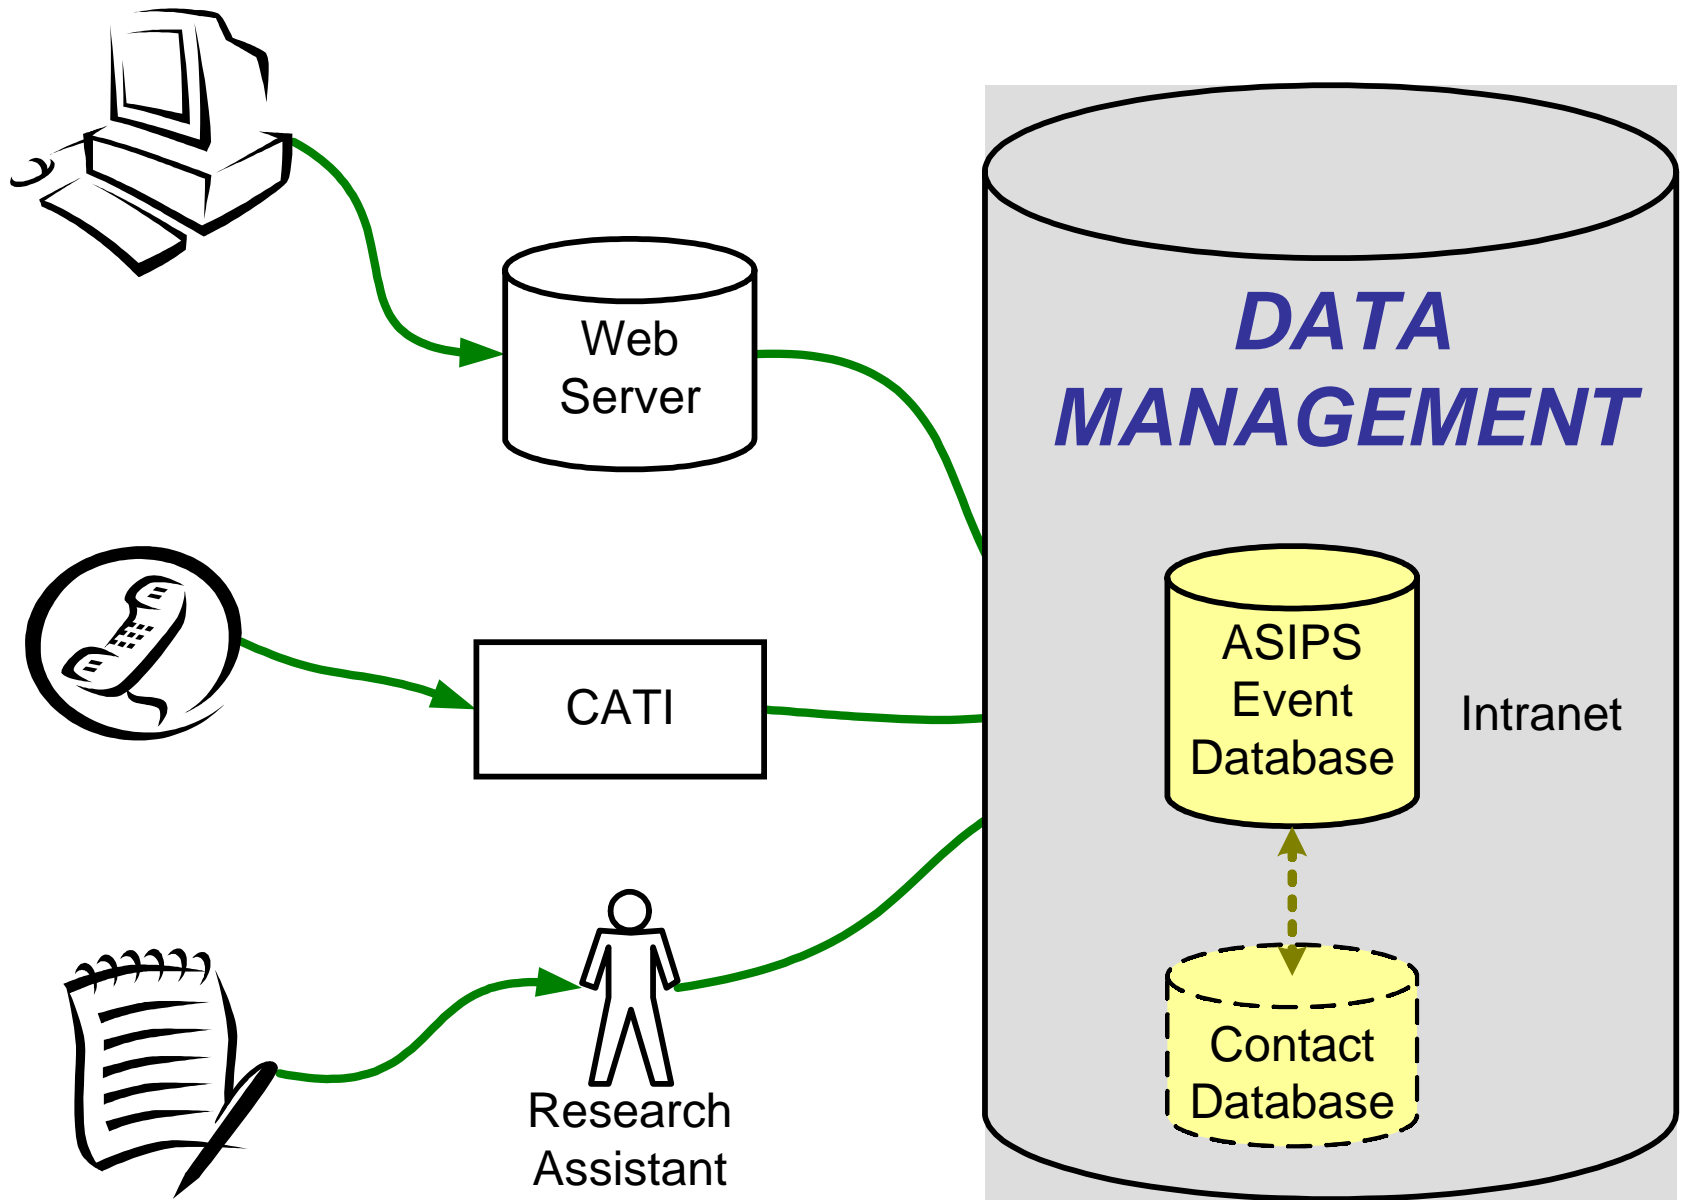 DATA
MANAGEMENT
Web
Server
ASIPS
Event
Database
Intranet
CATI
Contact
Database
Research
Assistant